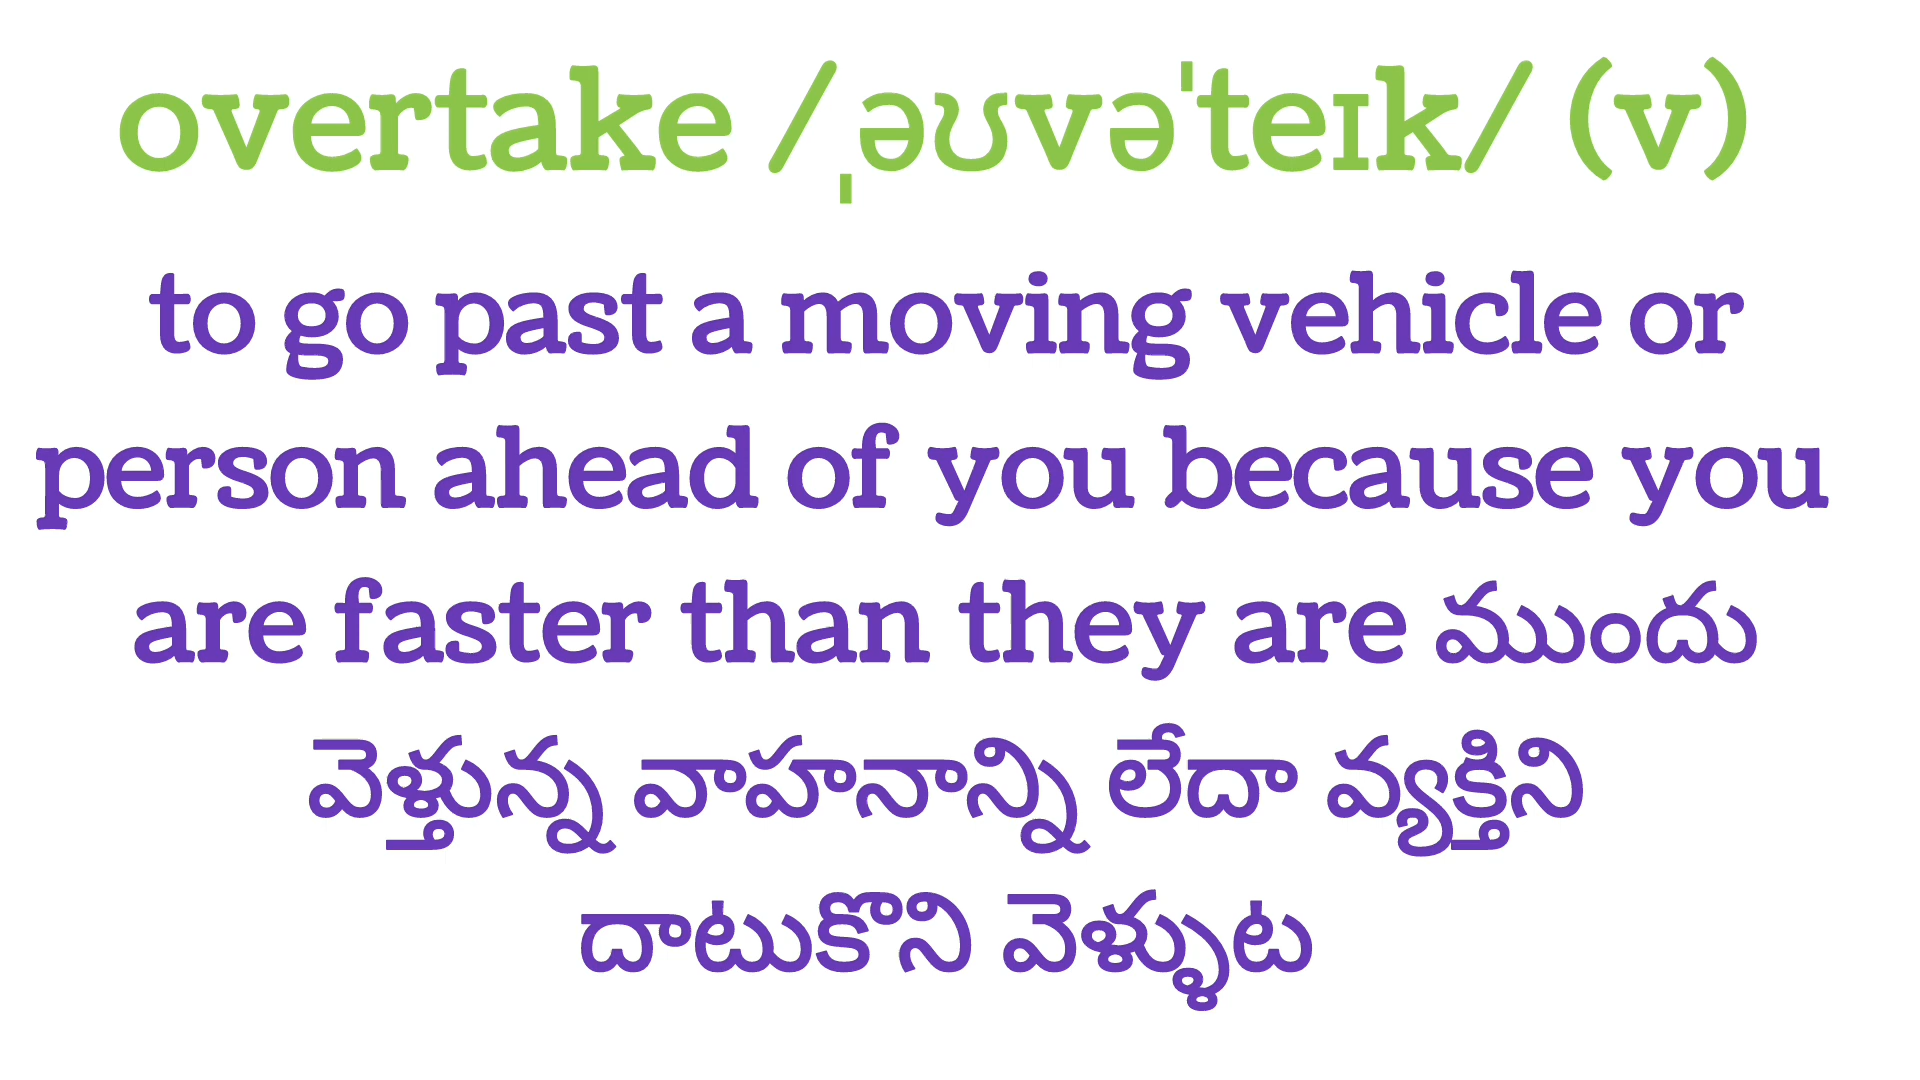 overtake /ˌəʊvəˈteɪk/ (v)
to go past a moving vehicle or
person ahead of you because you
are faster than they are ముందు
వెళ్తున్న వాహనాన్ని లేదా వ్యక్తిని
దాటుకొని వెళ్ళుట